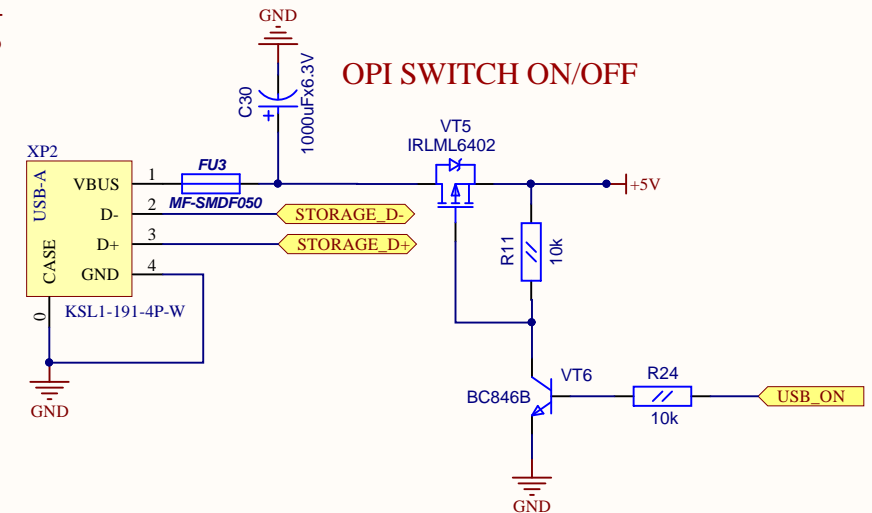 GND
OPI SWITCH ON/OFF
C30
1000uFx6.3V
VT5
IRLML6402
XP2
USB-A
CASE
VBUS
1
FU3
MF-SMDF050
+5V
D-
2
STORAGE_D-
D+
3
STORAGE_D+
GND
4
R11
10k
0
KSL1-191-4P-W
GND
VT6
BC846B
R24
10k
USB_ON
GND